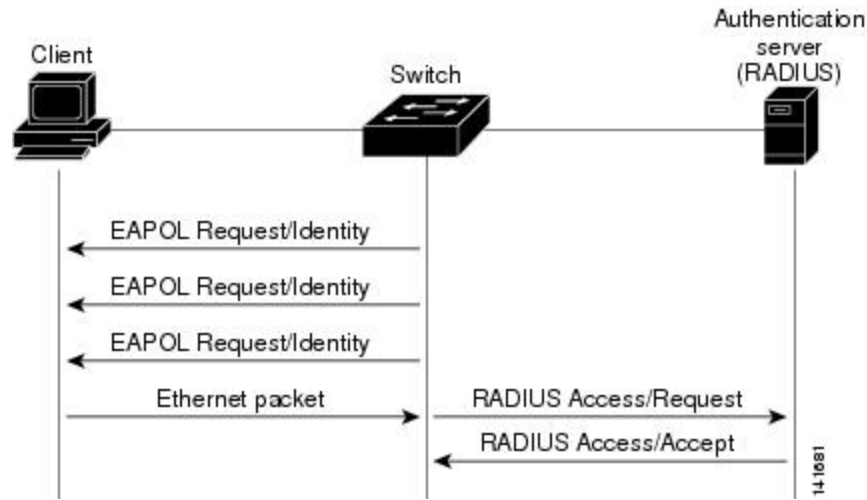 Client
Switch
Authentication
server
(RADIUS)
EAPOL Request/Identity
EAPOL Request/Identity
EAPOL Request/Identity
Ethernet packet
RADIUS Access/Request
RADIUS Access/Accept
141681